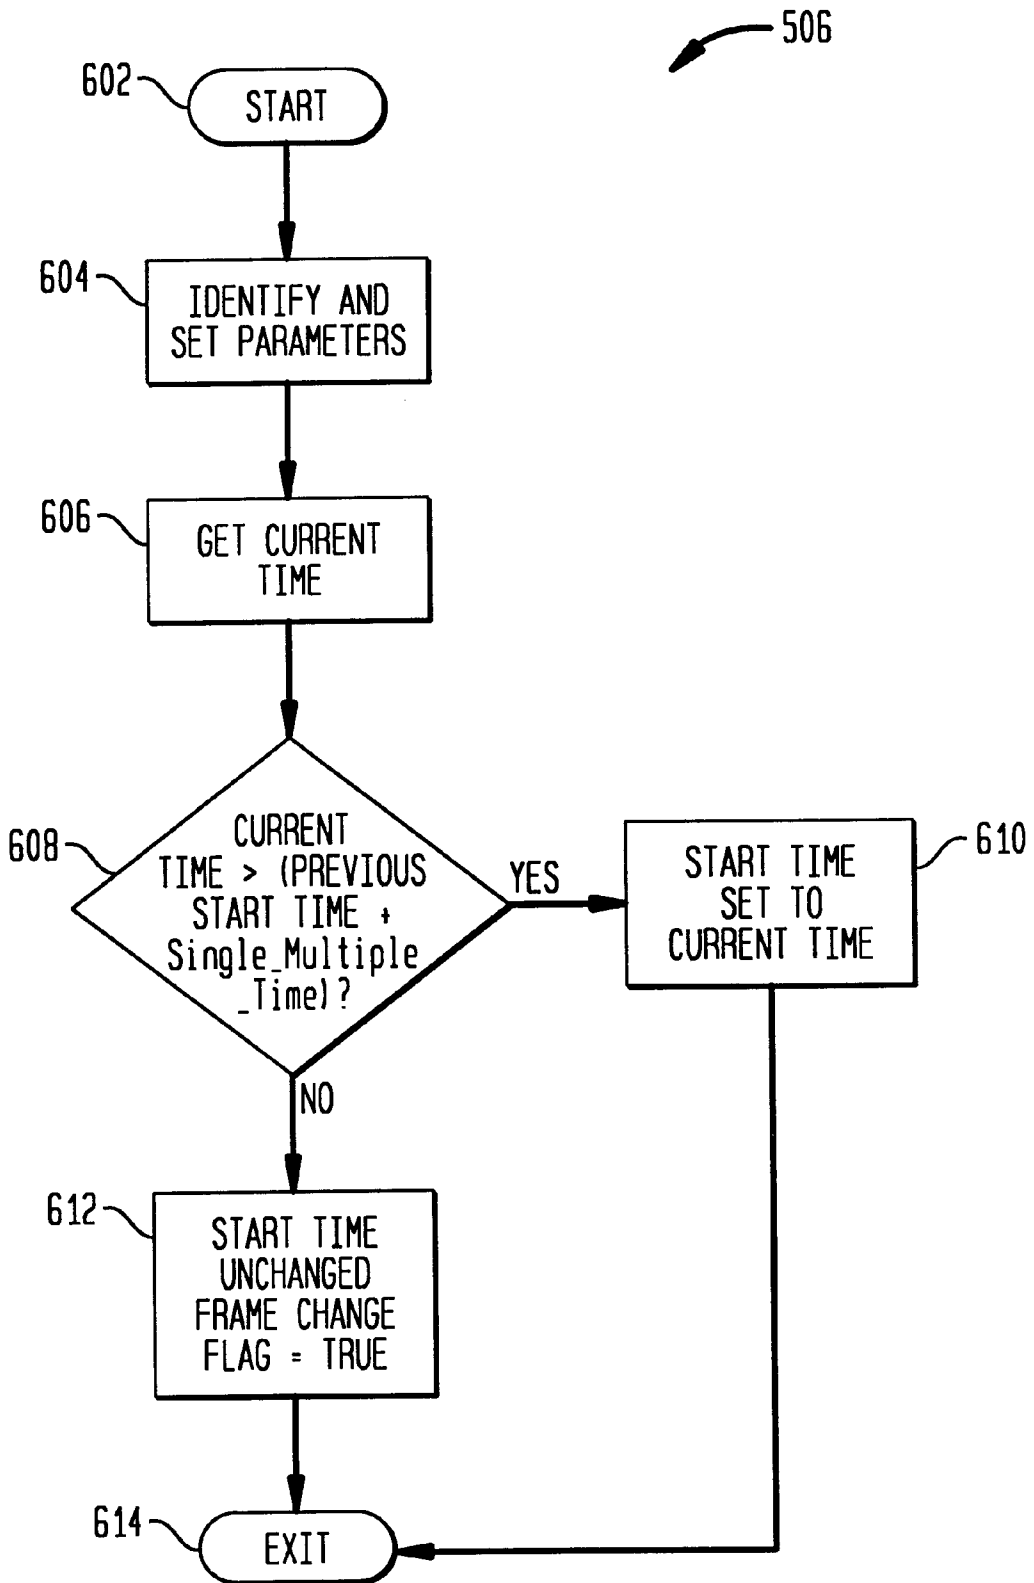 506
602
START
604
IDENTIFY AND
SET PARAMETERS
606
GET CURRENT
TIME
608
CURRENT
TIME > (PREVIOUS
START TIME +
Single_Multiple
_Time)?
YES
610
START TIME
SET TO
CURRENT TIME
NO
612
START TIME
UNCHANGED
FRAME CHANGE
FLAG = TRUE
614
EXIT